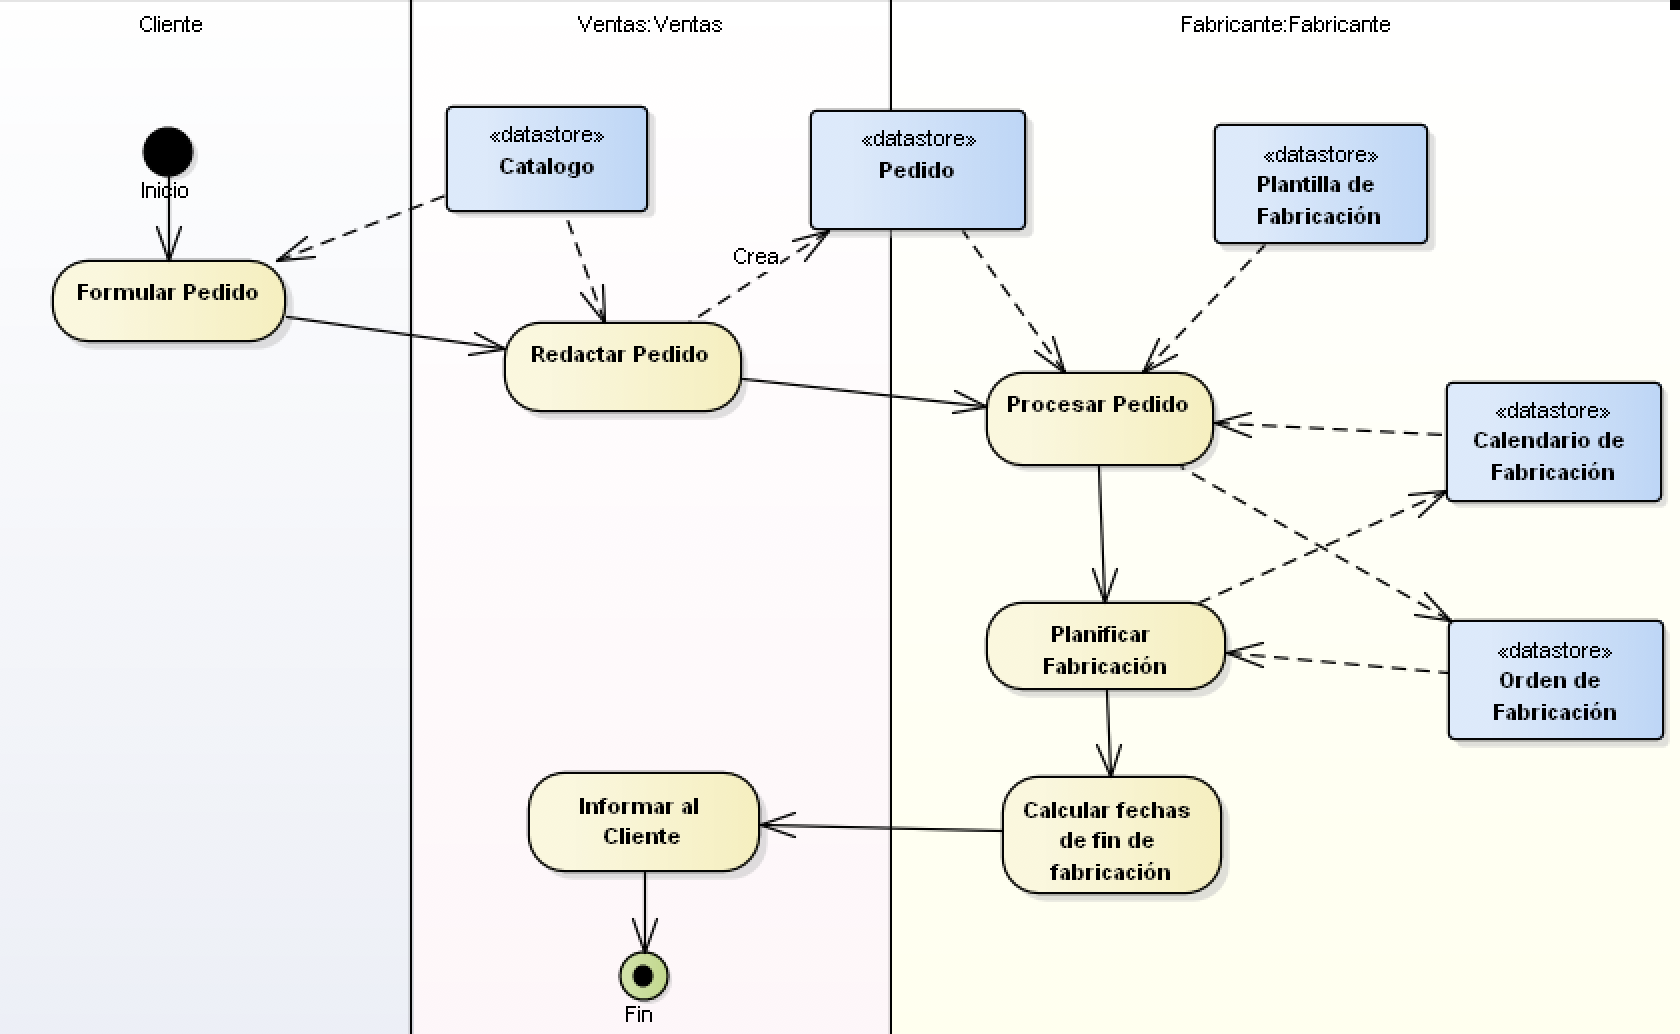 Cliente
Ventas:Ventas
Fabricante:Fabricante
Inicio
«datastore»
Catalogo
«datastore»
Pedido
«datastore»
Plantilla de
Fabricación
Crea
Formular Pedido
Redactar Pedido
Procesar Pedido
«datastore»
Calendario de
Fabricación
Planificar
Fabricación
«datastore»
Orden de
Fabricación
Informar al
Cliente
Calcular fechas
de fin de
fabricación
Fin